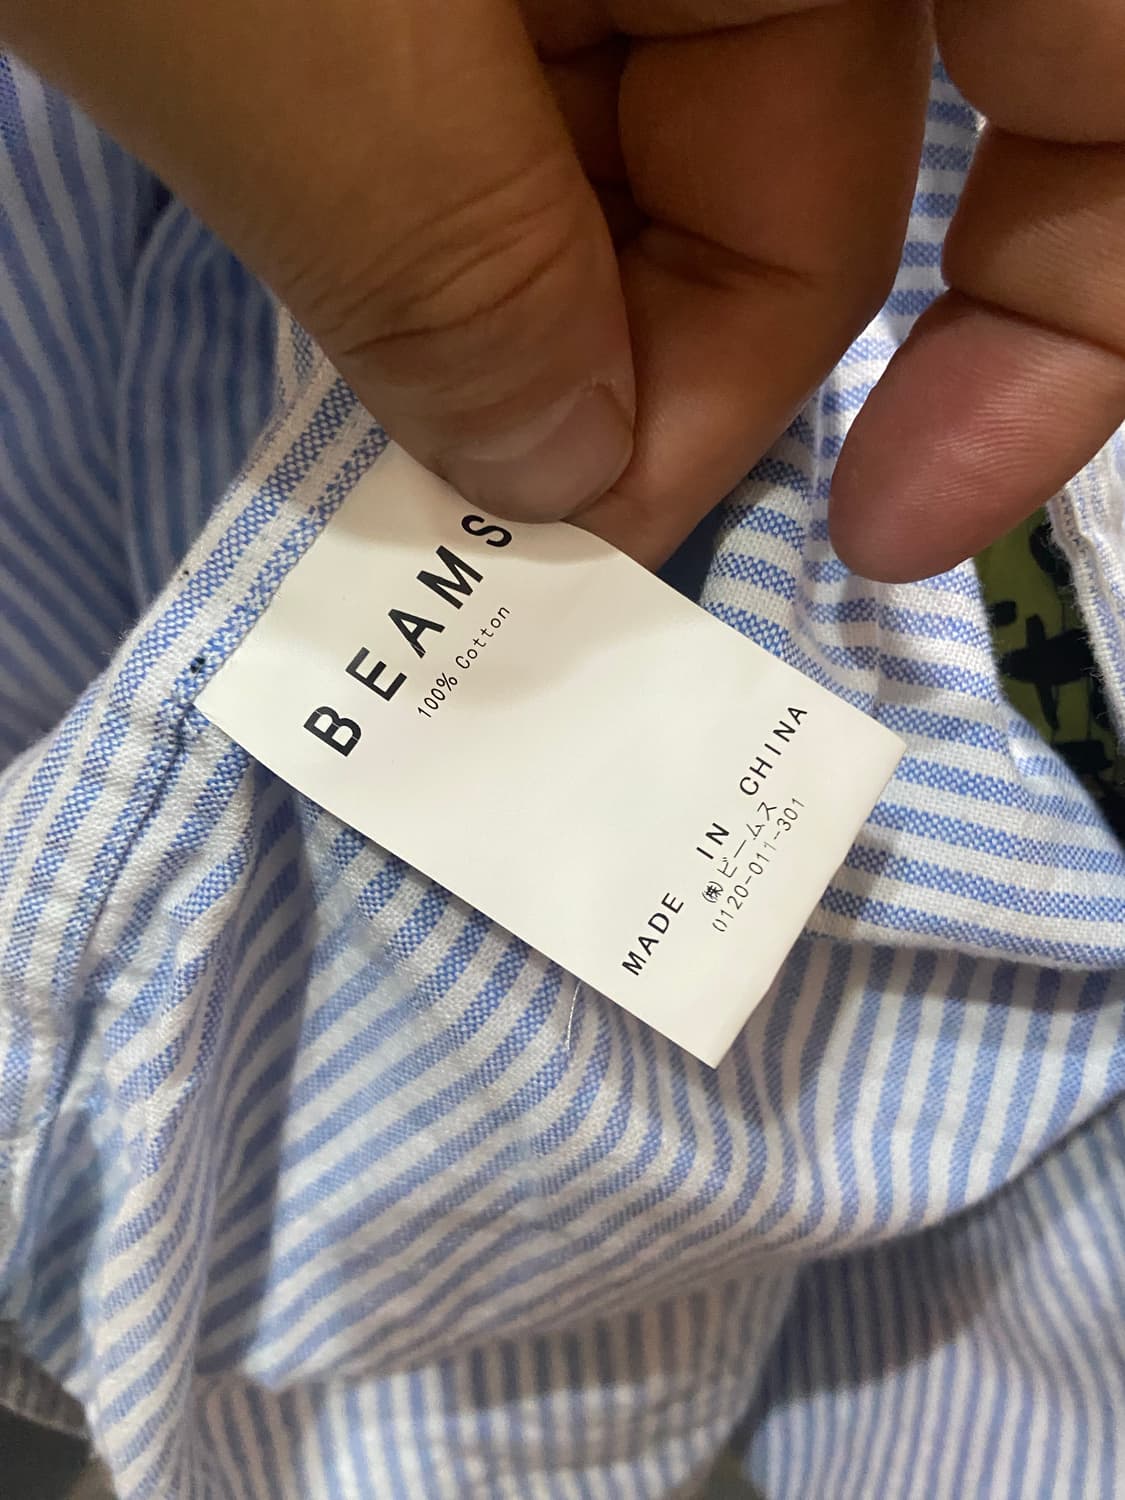 BEAMS
100% Cotton
MADE IN CHINA
㈱ビームス
0120-011-301